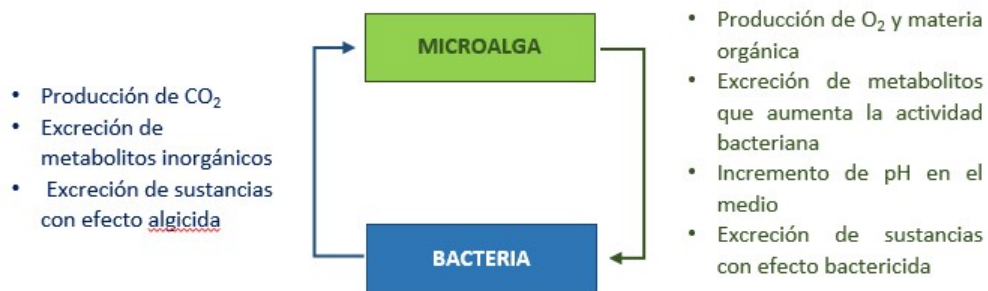 MICROALGA
• Producción de CO₂
• Excreción de
metabolitos inorgánicos
• Excreción de sustancias
con efecto algicida
BACTERIA
• Producción de O₂ y materia
orgánica
• Excreción de metabolitos
que aumenta la actividad
bacteriana
• Incremento de pH en el
medio
• Excreción de sustancias
con efecto bactericida